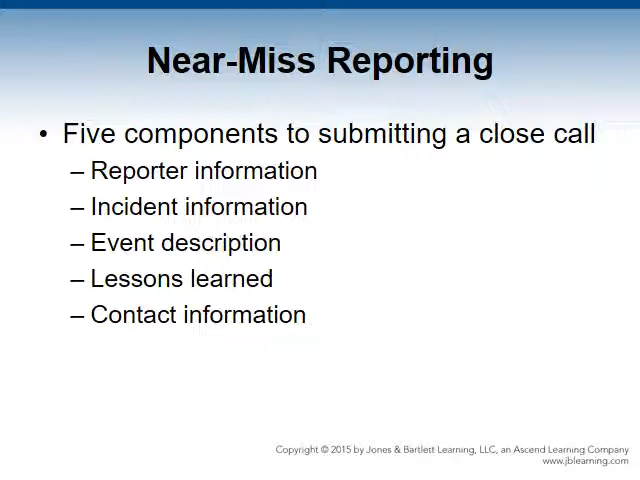 Near-Miss Reporting
• Five components to submitting a close call
– Reporter information
– Incident information
– Event description
– Lessons learned
– Contact information
Copyright © 2015 by Jones & Bartlett Learning, LLC, an Ascend Learning Company
www.jblearning.com